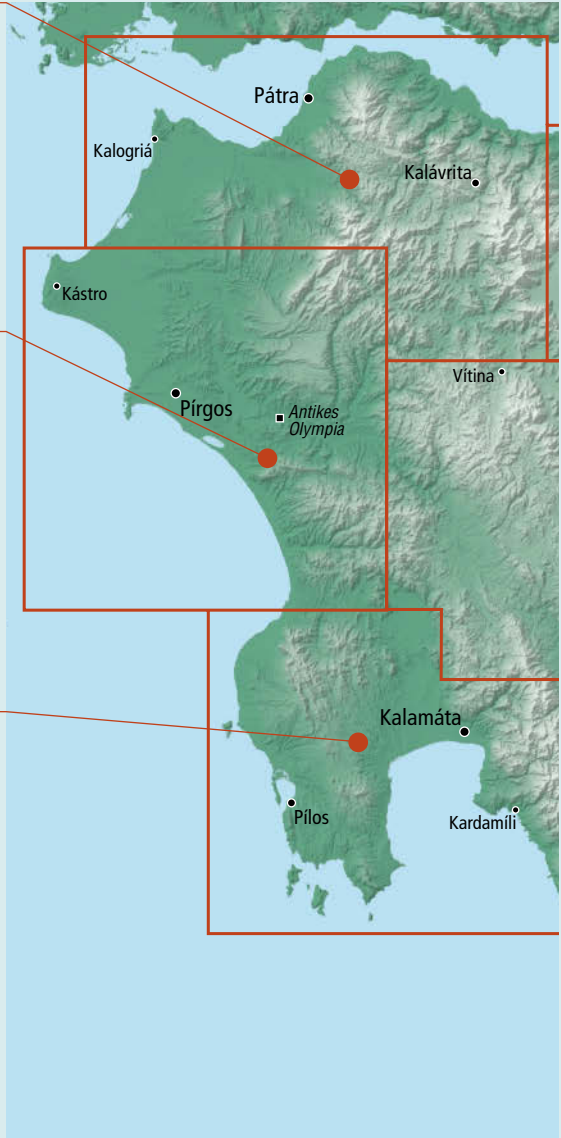 Pátra
Kalogriá
Kalávrita
Kástro
Vítina
Pírgos
Antikes
Olympia
Kalamáta
Pílos
Kardamíli